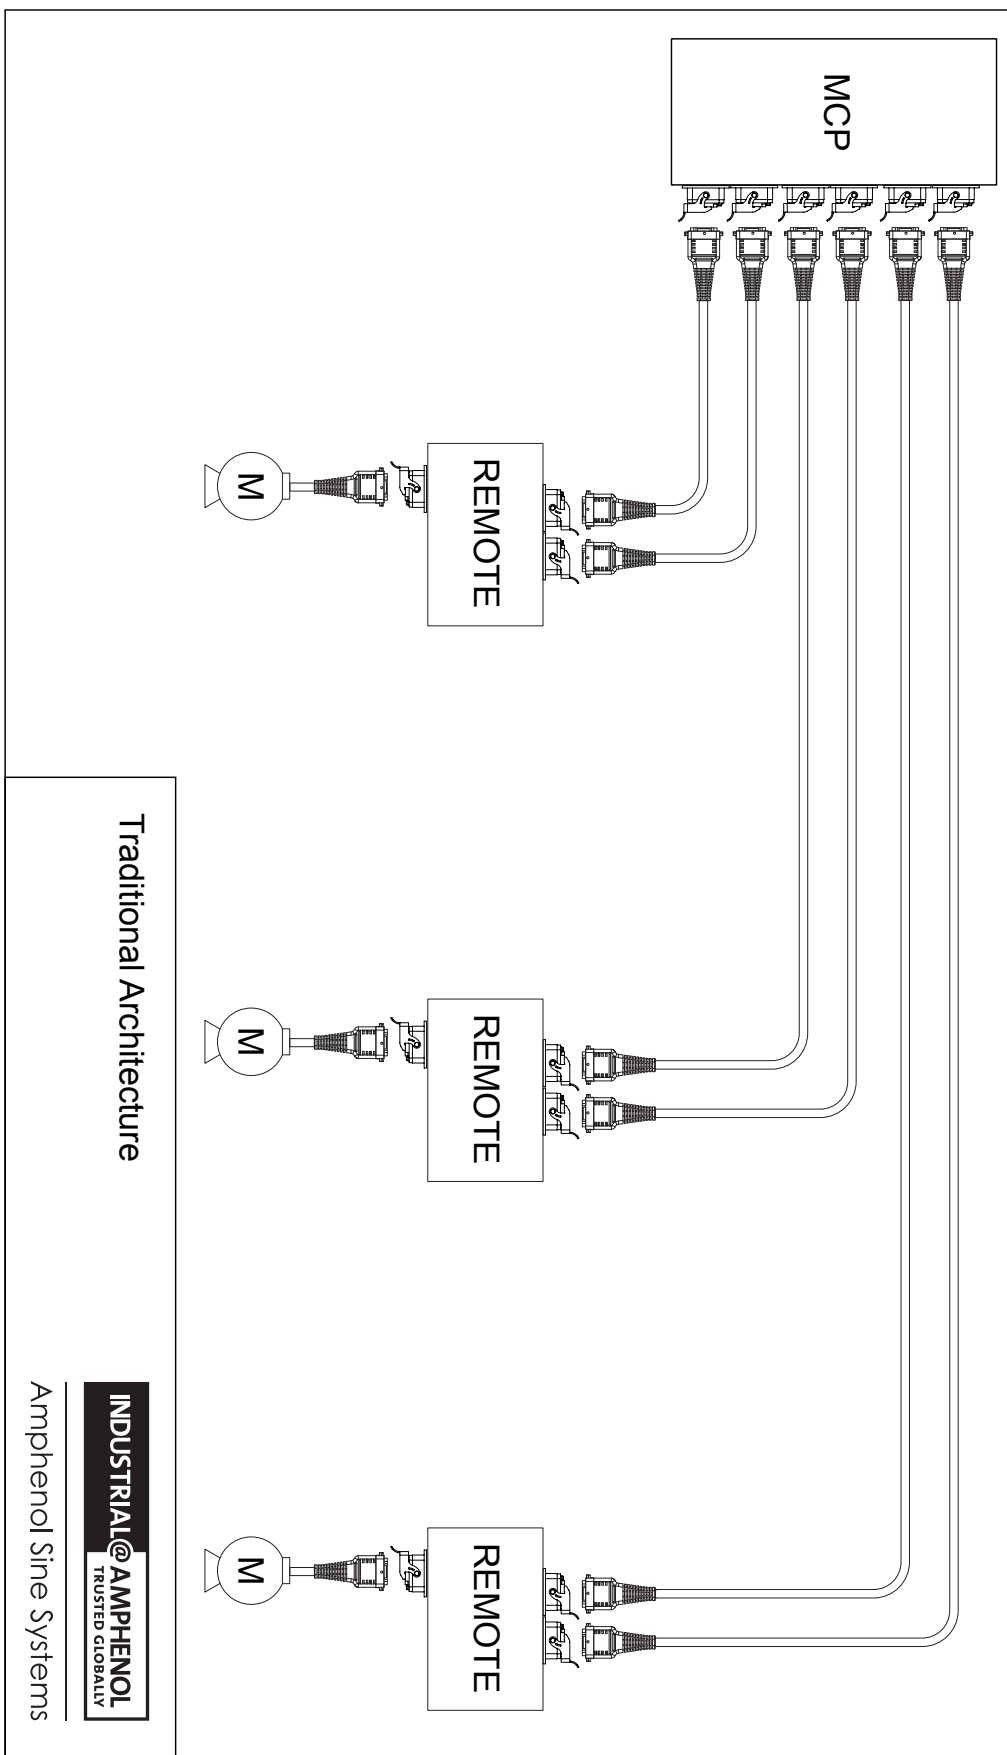 MCP
REMOTE
REMOTE
REMOTE
M
M
M
Traditional Architecture
INDUSTRIAL@AMPHENOL
TRUSTED GLOBALLY
Amphenol Sine Systems